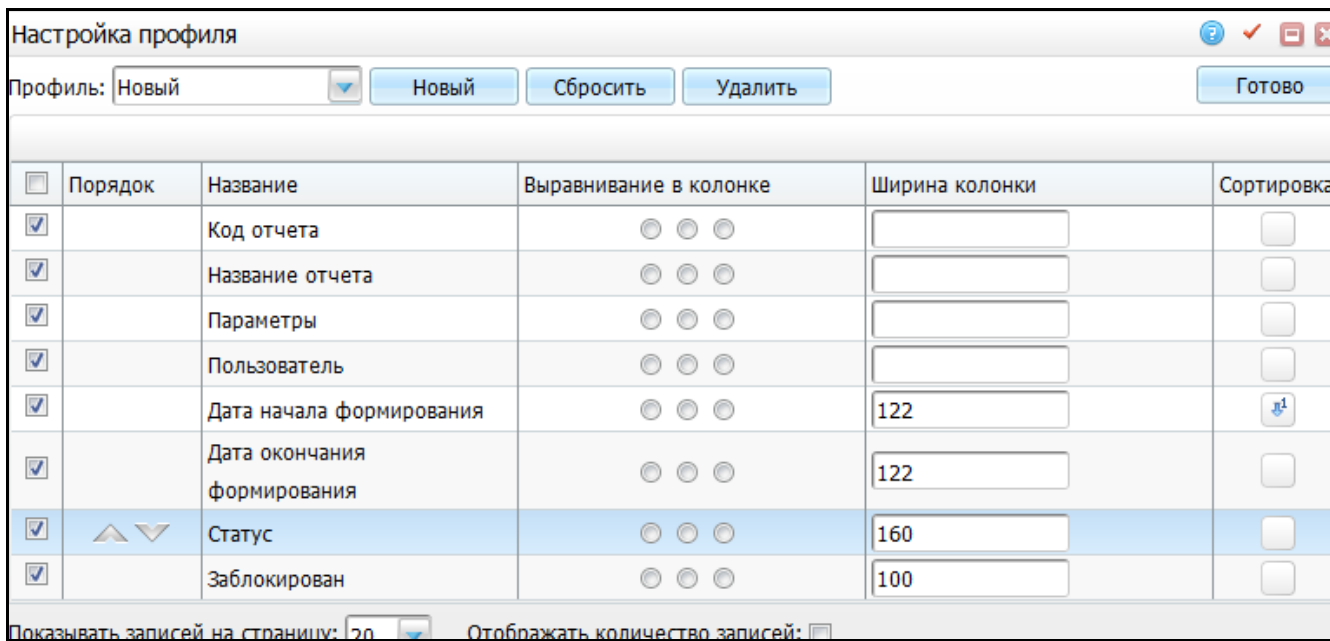 Настройка профиля
Профиль: Новый Новый Сбросить Удалить Готово
Порядок Название Выравнивание в колонке Ширина колонки Сортировка
Код отчета
Название отчета
Параметры
Пользователь
Дата начала формирования 122 1
Дата окончания
формирования 122
Статус 160
Заблокирован 100
Показывать записей на страницу: 20 Отображать количество записей: